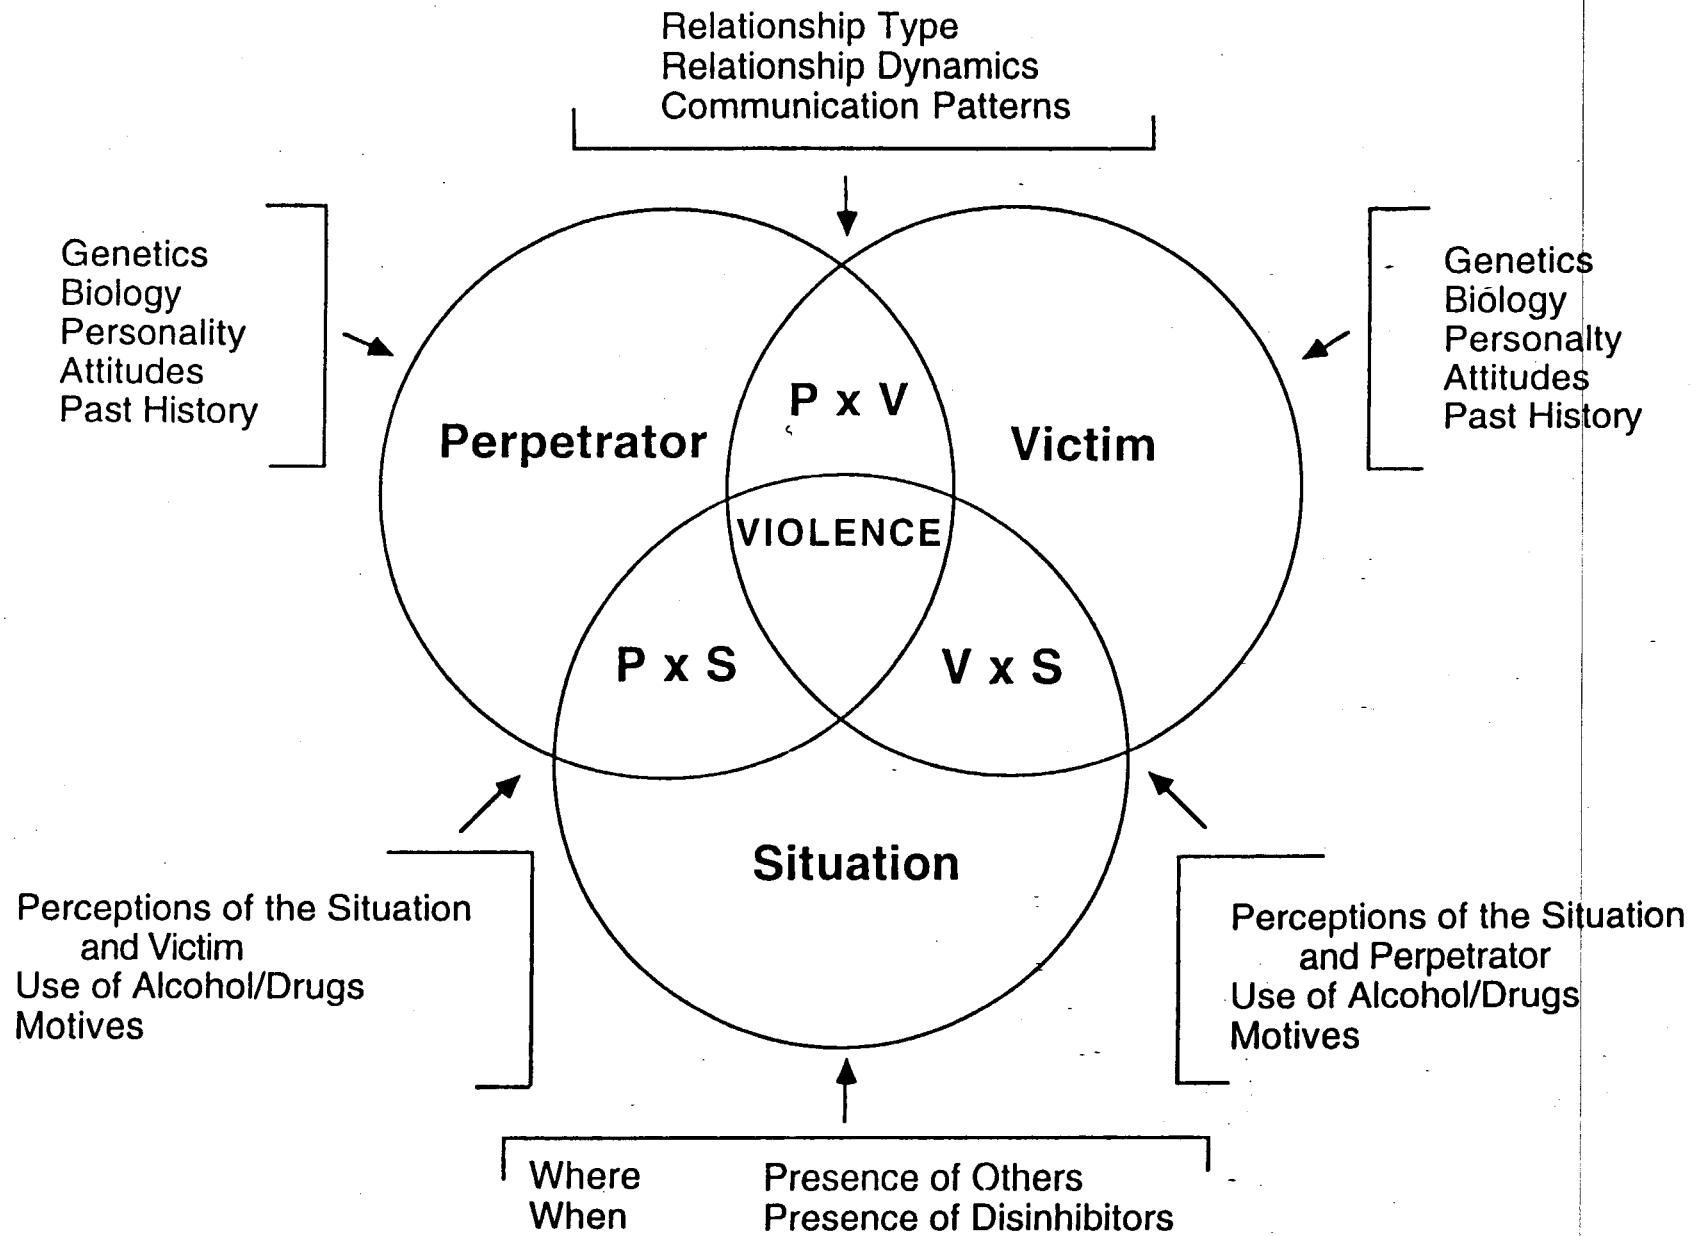 Relationship Type
Relationship Dynamics
Communication Patterns
Genetics
Biology
Personality
Attitudes
Past History
Genetics
Biology
Personalty
Attitudes
Past History
P x V
Perpetrator
Victim
VIOLENCE
P x S
V x S
Situation
Perceptions of the Situation
and Victim
Use of Alcohol/Drugs
Motives
Perceptions of the Situation
and Perpetrator
Use of Alcohol/Drugs
Motives
Where
When
Presence of Others
Presence of Disinhibitors